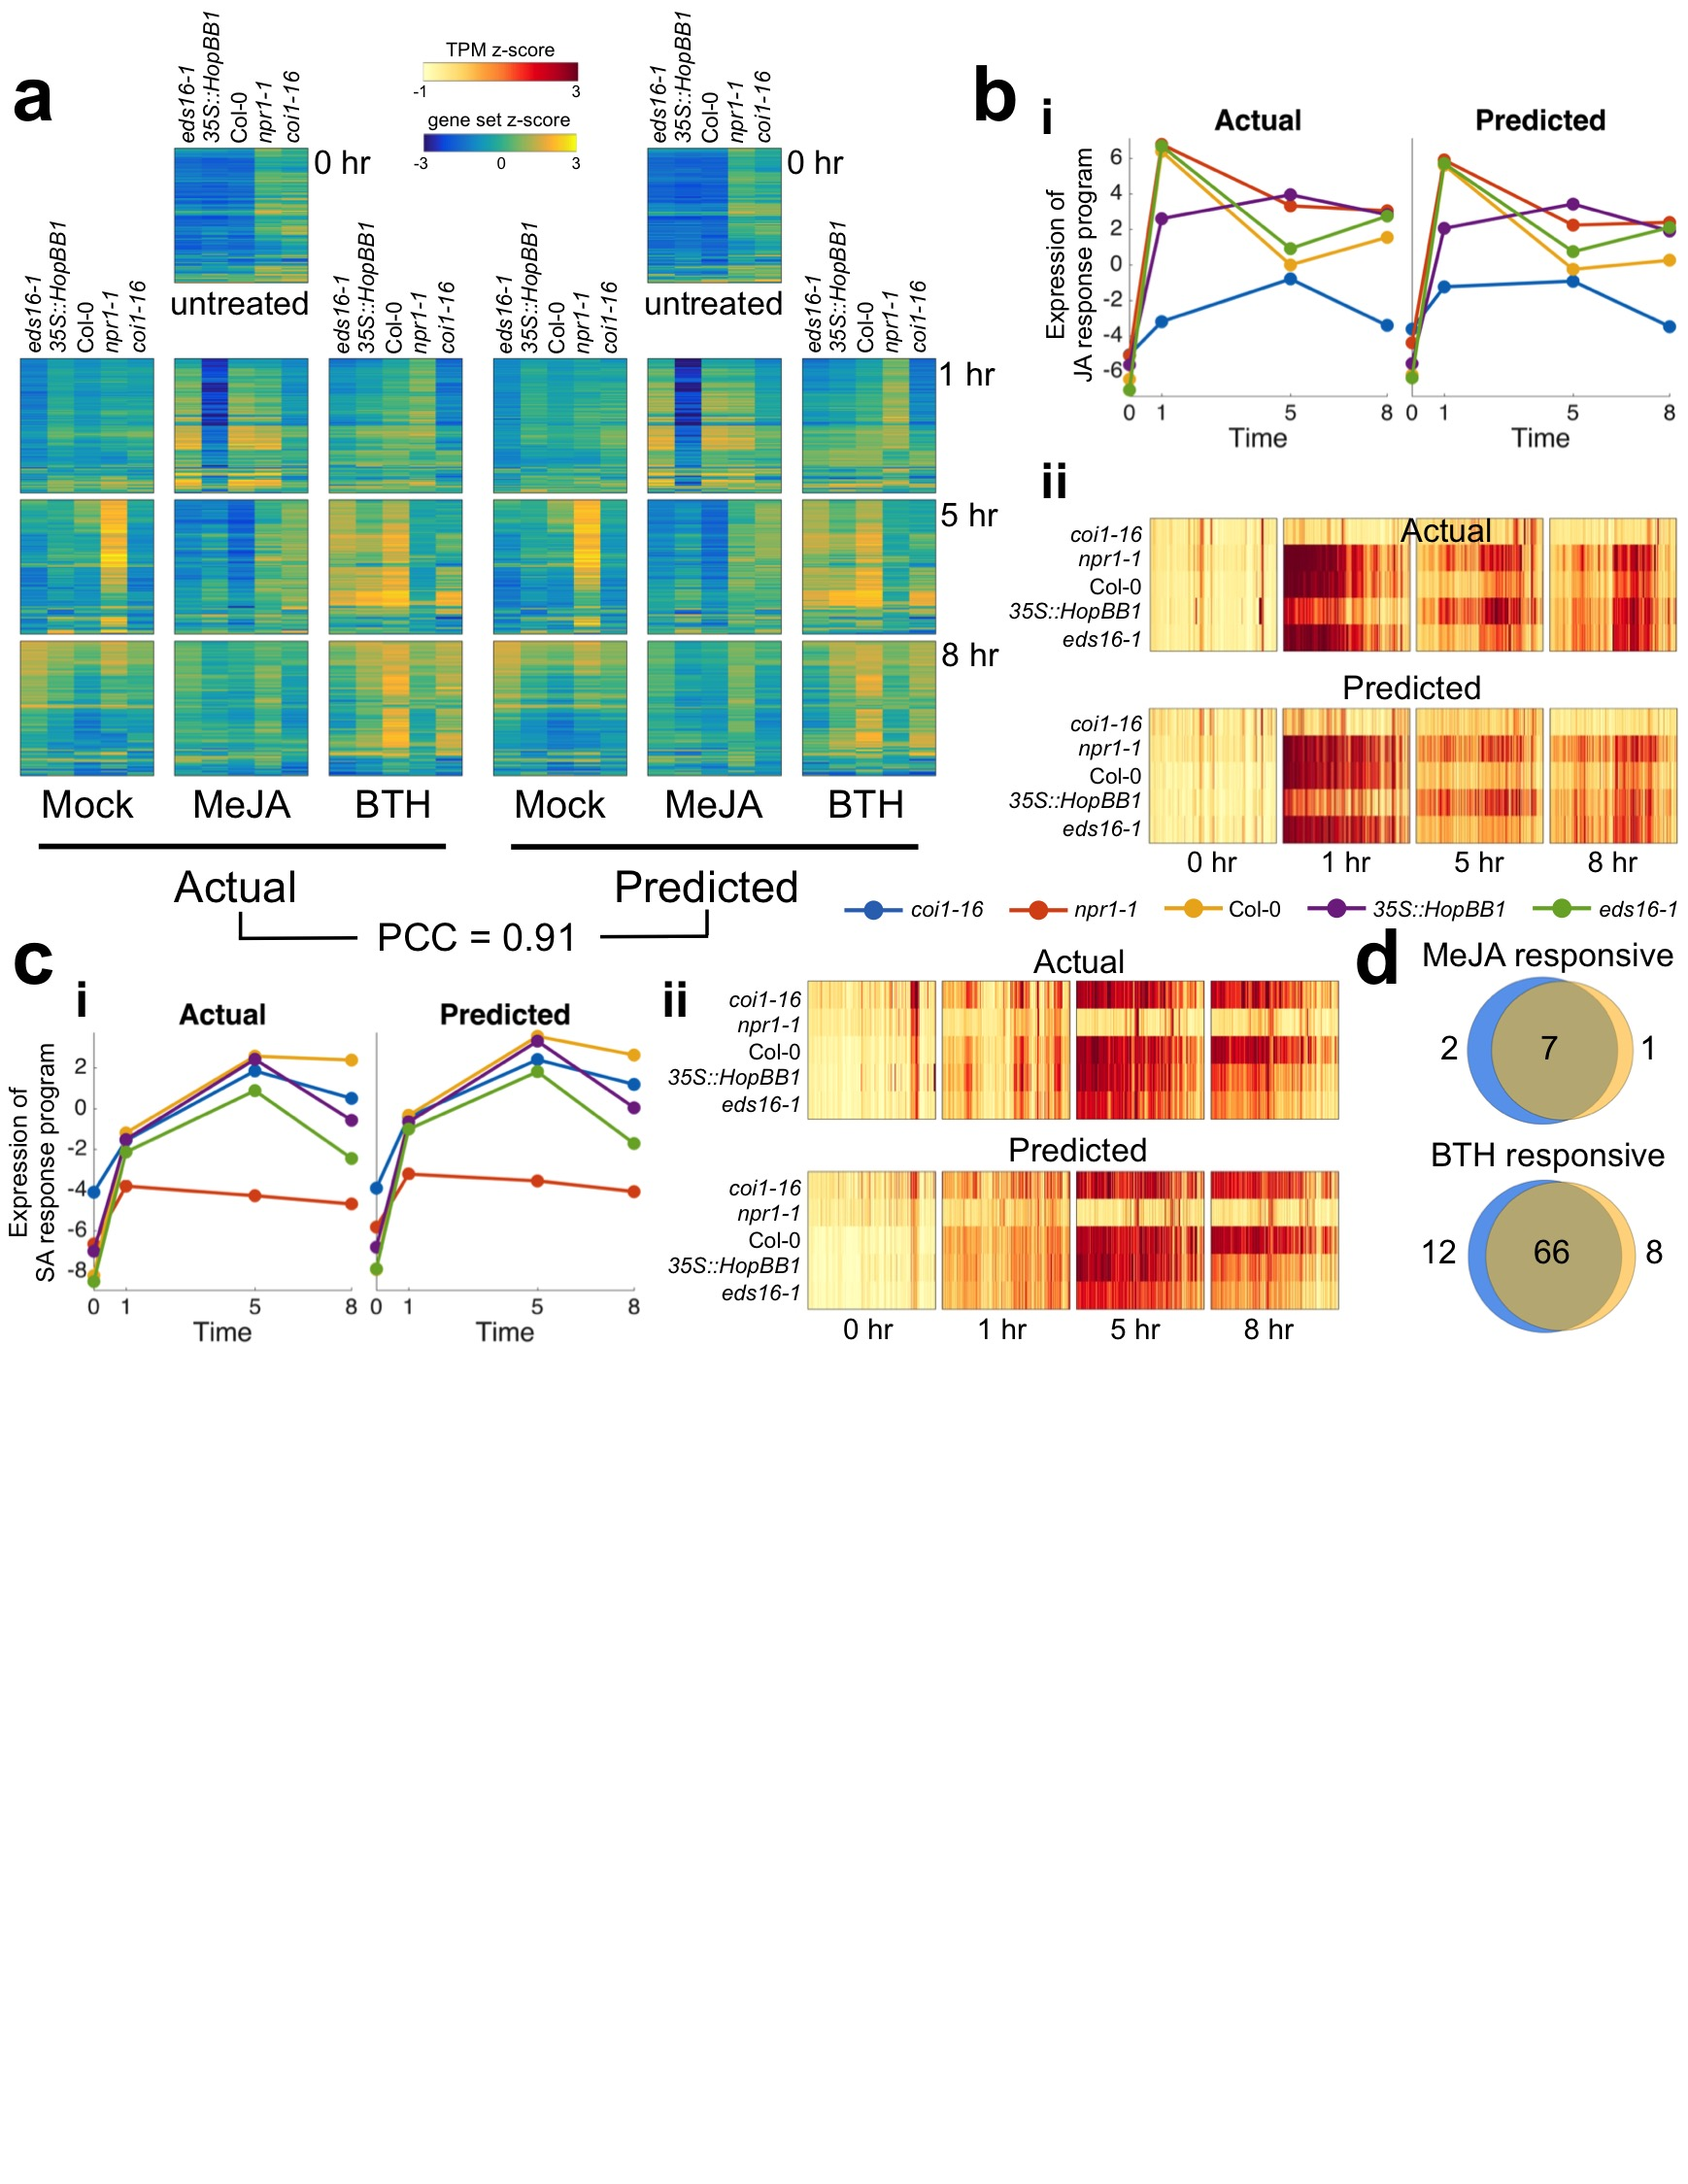 a
eds16-1
35S::HopBB1
Col-0
npr1-1
coi1-16
TPM z-score
-1
3
gene set z-score
-3
0
3
eds16-1
35S::HopBB1
Col-0
npr1-1
coi1-16
0 hr
0 hr
untreated
untreated
eds16-1
35S::HopBB1
Col-0
npr1-1
coi1-16
eds16-1
35S::HopBB1
Col-0
npr1-1
coi1-16
eds16-1
35S::HopBB1
Col-0
npr1-1
coi1-16
eds16-1
35S::HopBB1
Col-0
npr1-1
coi1-16
1 hr
5 hr
8 hr
Mock MeJA BTH Mock MeJA BTH
Actual Predicted
PCC = 0.91
b
i
Actual Predicted
Expression of
JA response program
6
4
2
0
-2
-4
-6
0 1 5 8 0 1 5 8
Time Time
ii
Actual
coi1-16
npr1-1
Col-0
35S::HopBB1
eds16-1
Predicted
coi1-16
npr1-1
Col-0
35S::HopBB1
eds16-1
0 hr 1 hr 5 hr 8 hr
coi1-16 npr1-1 Col-0 35S::HopBB1 eds16-1
c
i
Actual Predicted
Expression of
SA response program
2
0
-2
-4
-6
-8
0 1 5 8 0 1 5 8
Time Time
ii
Actual
coi1-16
npr1-1
Col-0
35S::HopBB1
eds16-1
Predicted
coi1-16
npr1-1
Col-0
35S::HopBB1
eds16-1
0 hr 1 hr 5 hr 8 hr
d
MeJA responsive
2 7 1
BTH responsive
12 66 8